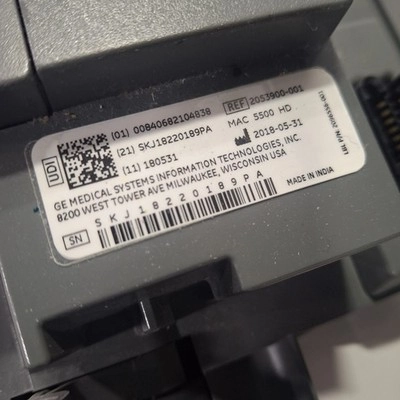 UDI
(01) 00840682104838
(21) SKJ18220189PA
(11) 180531
REF 2053900-001
MAC 5500 HD
2018-05-31
GE MEDICAL SYSTEMS INFORMATION TECHNOLOGIES, INC.
8200 WEST TOWER AVE MILWAUKEE, WISCONSIN USA
SN SKJ18220189PA
MADE IN INDIA